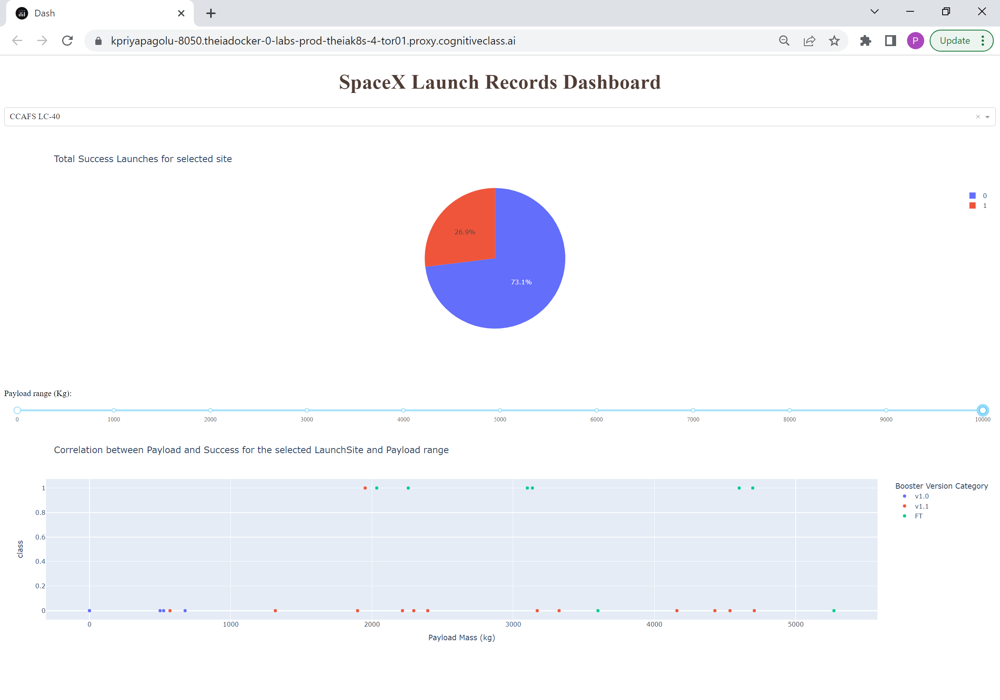 Dash
kpriyapagolu-8050.theiadocker-0-labs-prod-theiak8s-4-tor01.proxy.cognitiveclass.ai
P
Update
SpaceX Launch Records Dashboard
CCAFS LC-40
Total Success Launches for selected site
0
1
26.9%
73.1%
Payload range (Kg):
0 1000 2000 3000 4000 5000 6000 7000 8000 9000 10000
Correlation between Payload and Success for the selected LaunchSite and Payload range
1
0.8
0.6
0.4
0.2
0
class
0 1000 2000 3000 4000 5000
Payload Mass (kg)
Booster Version Category
v1.0
v1.1
FT